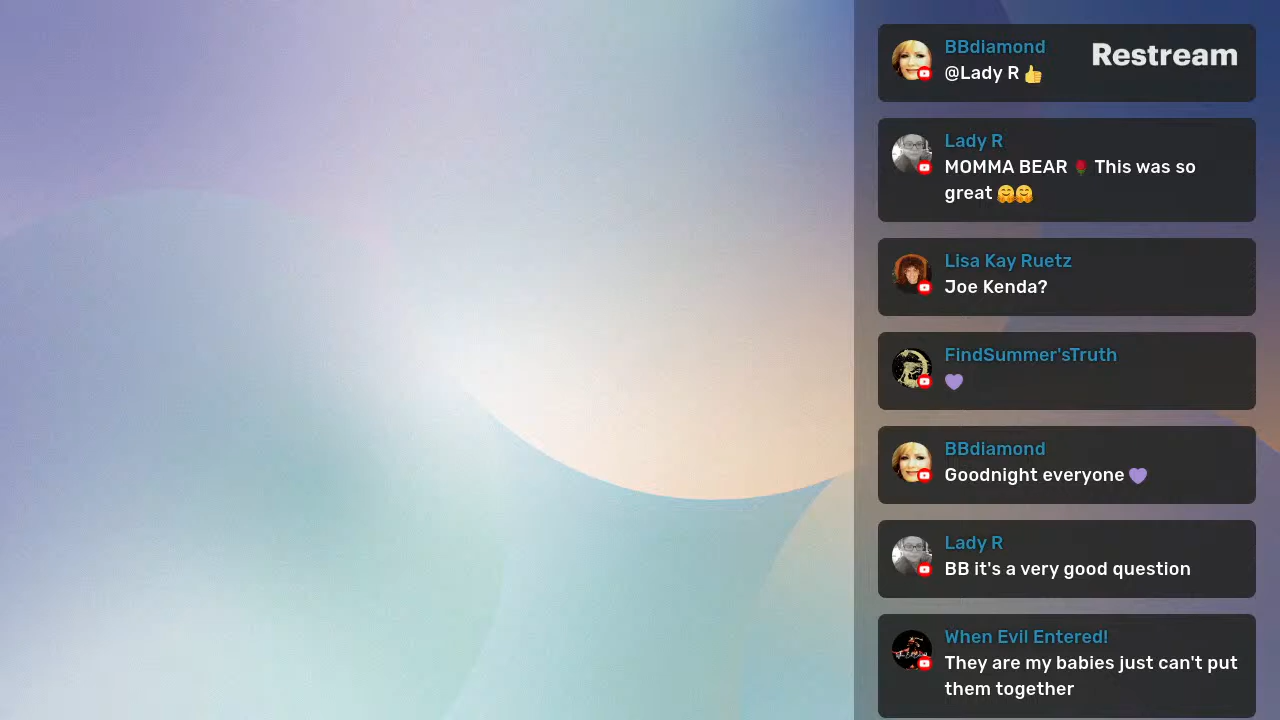 BBdiamond
@Lady R 👍
Restream
Lady R
MOMMA BEAR 🌹 This was so
great 🤗🤗
Lisa Kay Ruetz
Joe Kenda?
FindSummer'sTruth
💜
BBdiamond
Goodnight everyone 💜
Lady R
BB it's a very good question
When Evil Entered!
They are my babies just can't put
them together